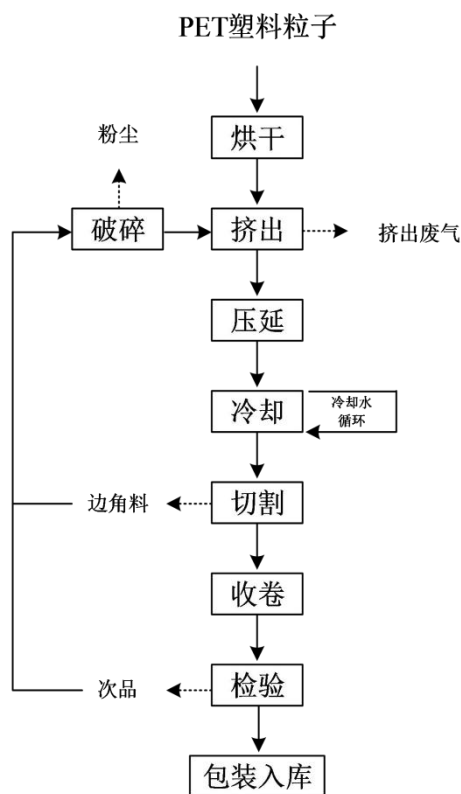 PET塑料粒子
烘干
粉尘
破碎
挤出
挤出废气
压延
冷却
冷却水
循环
边角料
切割
收卷
次品
检验
包装入库